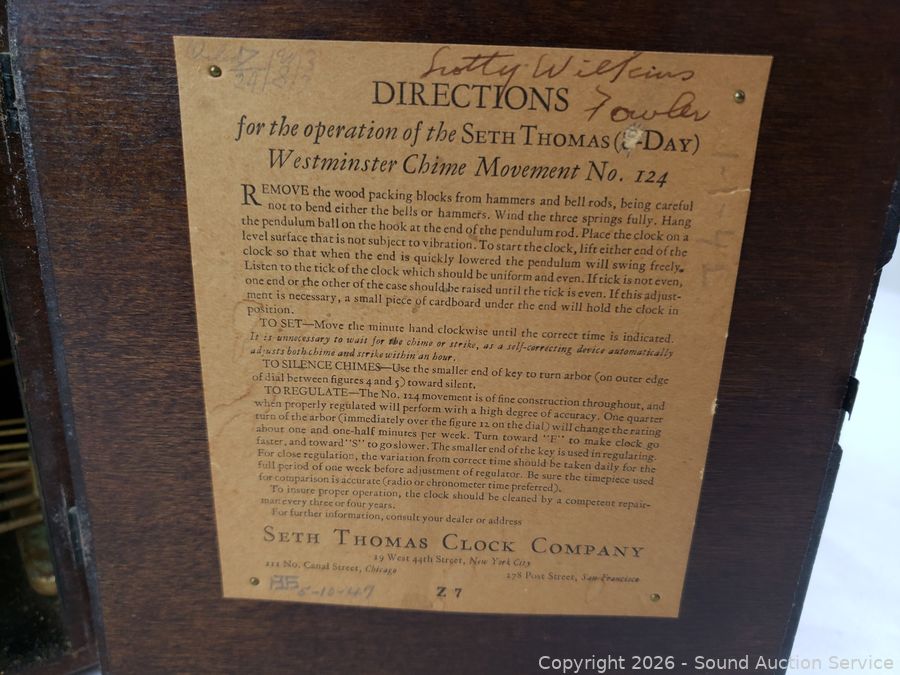 Scotty Wilkins
Fowler
DIRECTIONS
for the operation of the SETH THOMAS (8-DAY)
Westminster Chime Movement No. 124
REMOVE the wood packing blocks from hammers and bell rods, being careful
not to bend either the bells or hammers. Wind the three springs fully. Hang
the pendulum ball on the hook at the end of the pendulum rod. Place the clock on a
level surface that is not subject to vibration. To start the clock, lift either end of the
clock so that when the end is quickly lowered the pendulum will swing freely.
Listen to the tick of the clock which should be uniform and even. If tick is not even,
one end or the other of the case should be raised until the tick is even. If this adjust-
ment is necessary, a small piece of cardboard under the end will hold the clock in
position.
TO SET—Move the minute hand clockwise until the correct time is indicated.
It is unnecessary to wait for the chime or strike, as a self-correcting device automatically
adjusts both chime and strike within an hour.
TO SILENCE CHIMES—Use the smaller end of key to turn arbor (on outer edge
of dial between figures 4 and 5) toward silent.
TO REGULATE—The No. 124 movement is of fine construction throughout, and
when properly regulated will perform with a high degree of accuracy. One quarter
turn of the arbor (immediately over the figure 12 on the dial) will change the rating
about one and one-half minutes per week. Turn toward "F" to make clock go
faster, and toward "S" to go slower. The smaller end of the key is used in regulating.
For close regulation, the variation from correct time should be taken daily for the
full period of one week before adjustment of regulator. Be sure the timepiece used
for comparison is accurate (radio or chronometer time preferred).
To insure proper operation, the clock should be cleaned by a competent repair-
man every three or four years.
For further information, consult your dealer or address
SETH THOMAS CLOCK COMPANY
19 West 44th Street, New York City
111 No. Canal Street, Chicago 278 Post Street, San Francisco
5-10-47 Z 7
Copyright 2026 - Sound Auction Service